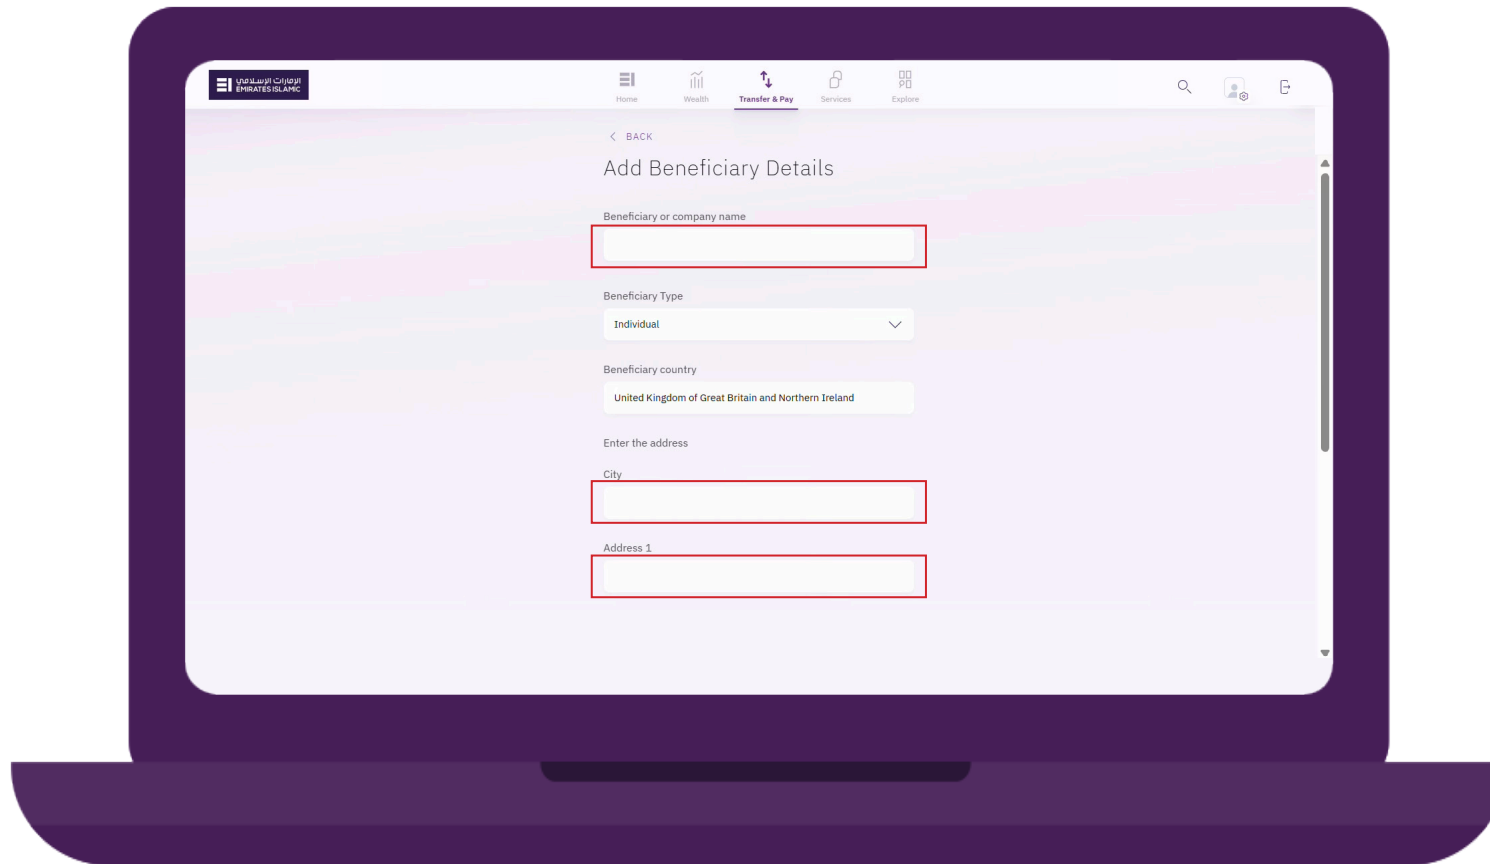 الإمارات الإسلامي
EMIRATES ISLAMIC
Home
Wealth
Transfer & Pay
Services
Explore
BACK
Add Beneficiary Details
Beneficiary or company name
Beneficiary Type
Individual
Beneficiary country
United Kingdom of Great Britain and Northern Ireland
Enter the address
City
Address 1